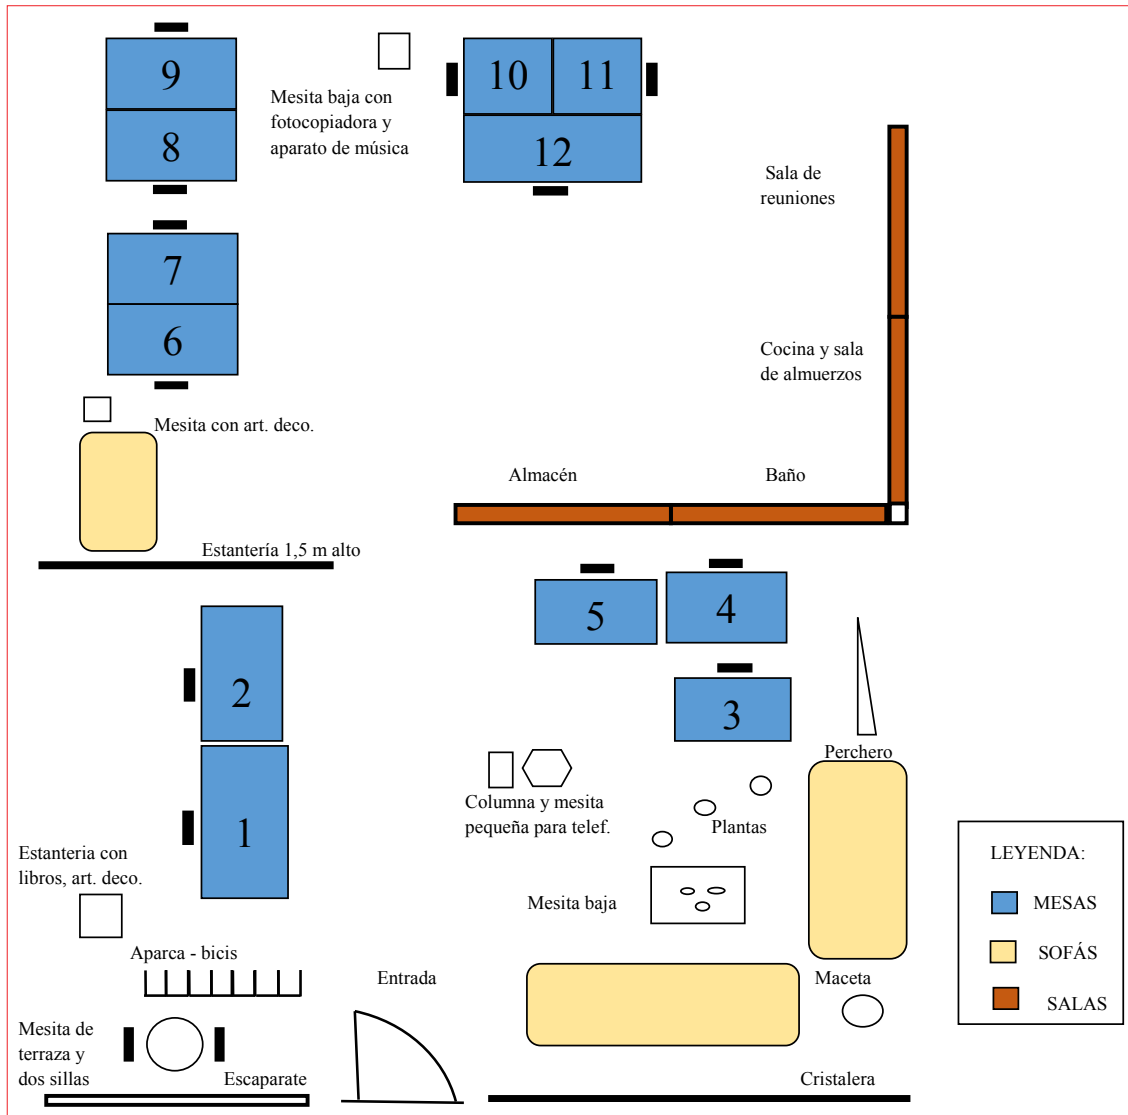 9
8
Mesita baja con
fotocopiadora y
aparato de música
10
11
12
Sala de
reuniones
7
6
Cocina y sala
de almuerzos
Mesita con art. deco.
Almacén
Baño
Estantería 1,5 m alto
5
4
2
3
1
Perchero
Columna y mesita
pequeña para telef.
Plantas
Estanteria con
libros, art. deco.
Mesita baja
LEYENDA:
MESAS
SOFÁS
SALAS
Aparca - bicis
Entrada
Maceta
Mesita de
terraza y
dos sillas
Escaparate
Cristalera